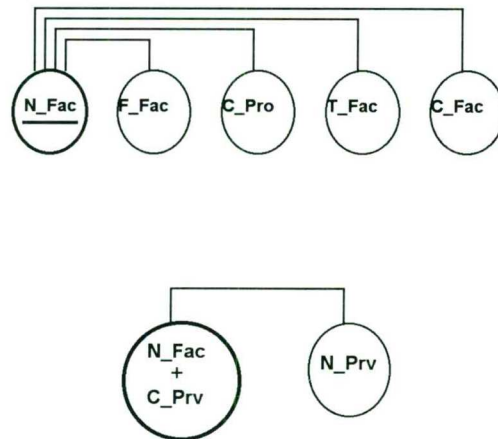 N_Fac F_Fac C_Pro T_Fac C_Fac
N_Fac
+
C_Prv
N_Prv